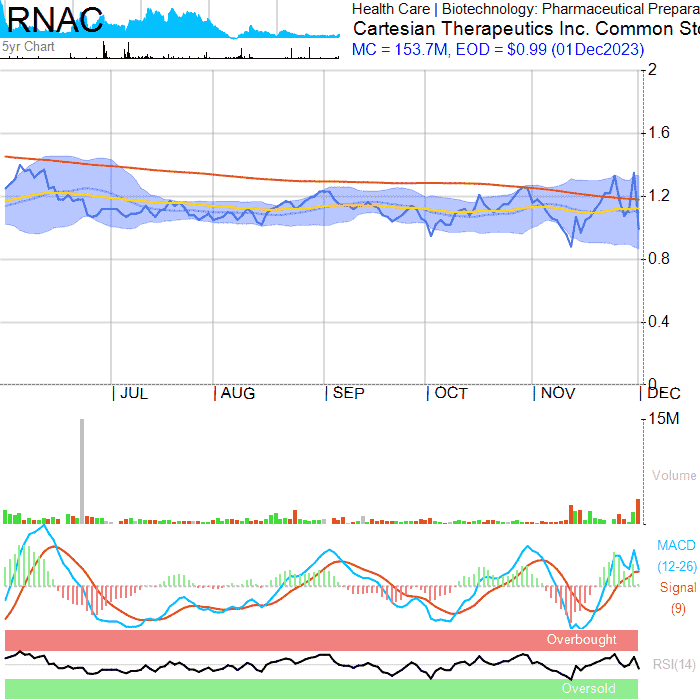 RNAC
Health Care | Biotechnology: Pharmaceutical Prepara
Cartesian Therapeutics Inc. Common Sto
MC = 153.7M, EOD = $0.99 (01Dec2023)
5yr Chart
2
1.6
1.2
0.8
0.4
0
JUL AUG SEP OCT NOV DEC
15M
Volume
MACD
(12-26)
Signal
(9)
Overbought
RSI(14)
Oversold